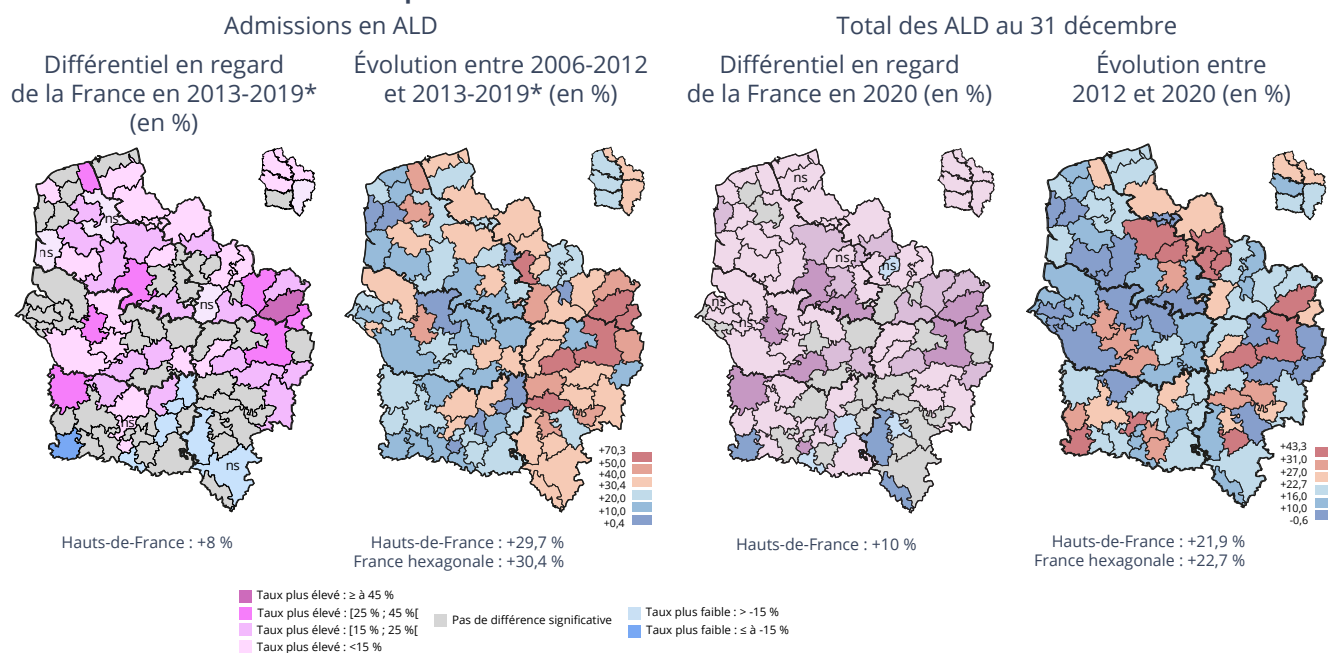 Admissions en ALD
Total des ALD au 31 décembre
Différentiel en regard
de la France en 2013-2019*
(en %)
Évolution entre 2006-2012
et 2013-2019* (en %)
Différentiel en regard
de la France en 2020 (en %)
Évolution entre
2012 et 2020 (en %)
ns
ns
ns
ns
ns
ns
ns
ns
ns
+70,3
+50,0
+40,0
+30,4
+20,0
+10,0
+0,4
+43,3
+31,0
+27,0
+22,7
+16,0
+10,0
-0,6
Hauts-de-France : +8 %
Hauts-de-France : +29,7 %
France hexagonale : +30,4 %
Hauts-de-France : +10 %
Hauts-de-France : +21,9 %
France hexagonale : +22,7 %
Taux plus élevé : ≥ à 45 %
Taux plus élevé : [25 % ; 45 %[
Taux plus élevé : [15 % ; 25 %[
Taux plus élevé : <15 %
Pas de différence significative
Taux plus faible : > -15 %
Taux plus faible : ≤ à -15 %